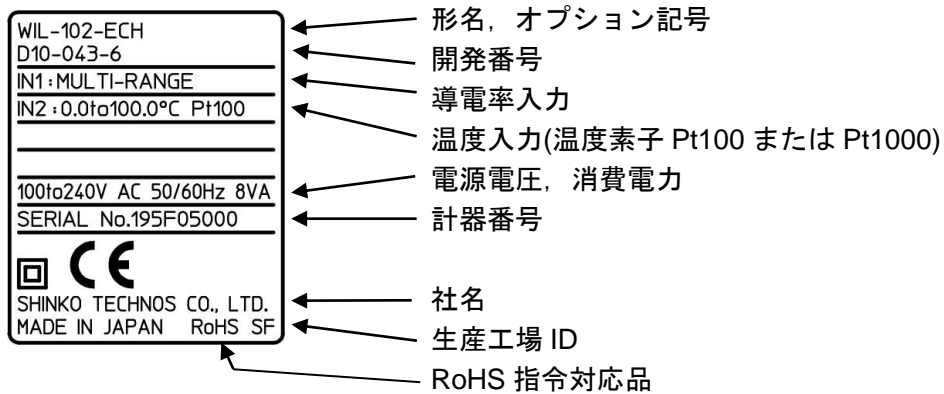 WIL-102-ECH
D10-043-6
IN1:MULTI-RANGE
IN2:0.0to100.0°C Pt100
100to240V AC 50/60Hz 8VA
SERIAL No.195F05000
CE
SHINKO TECHNOS CO., LTD.
MADE IN JAPAN RoHS SF
形名，オプション記号
開発番号
導電率入力
温度入力(温度素子 Pt100 または Pt1000)
電源電圧，消費電力
計器番号
社名
生産工場 ID
RoHS 指令対応品